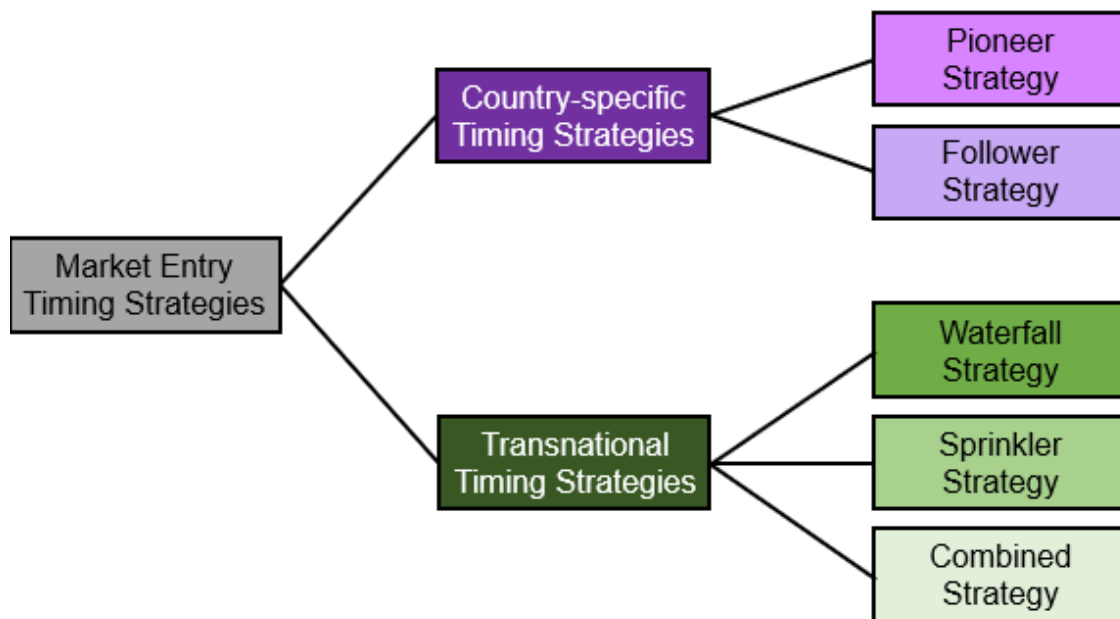 Pioneer
Strategy
Country-specific
Timing Strategies
Follower
Strategy
Market Entry
Timing Strategies
Waterfall
Strategy
Transnational
Timing Strategies
Sprinkler
Strategy
Combined
Strategy